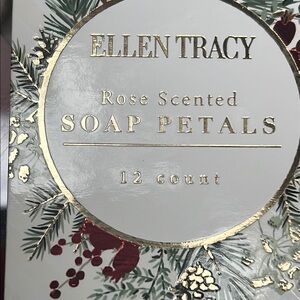 ELLEN TRACY
Rose Scented
SOAP PETALS
12 count